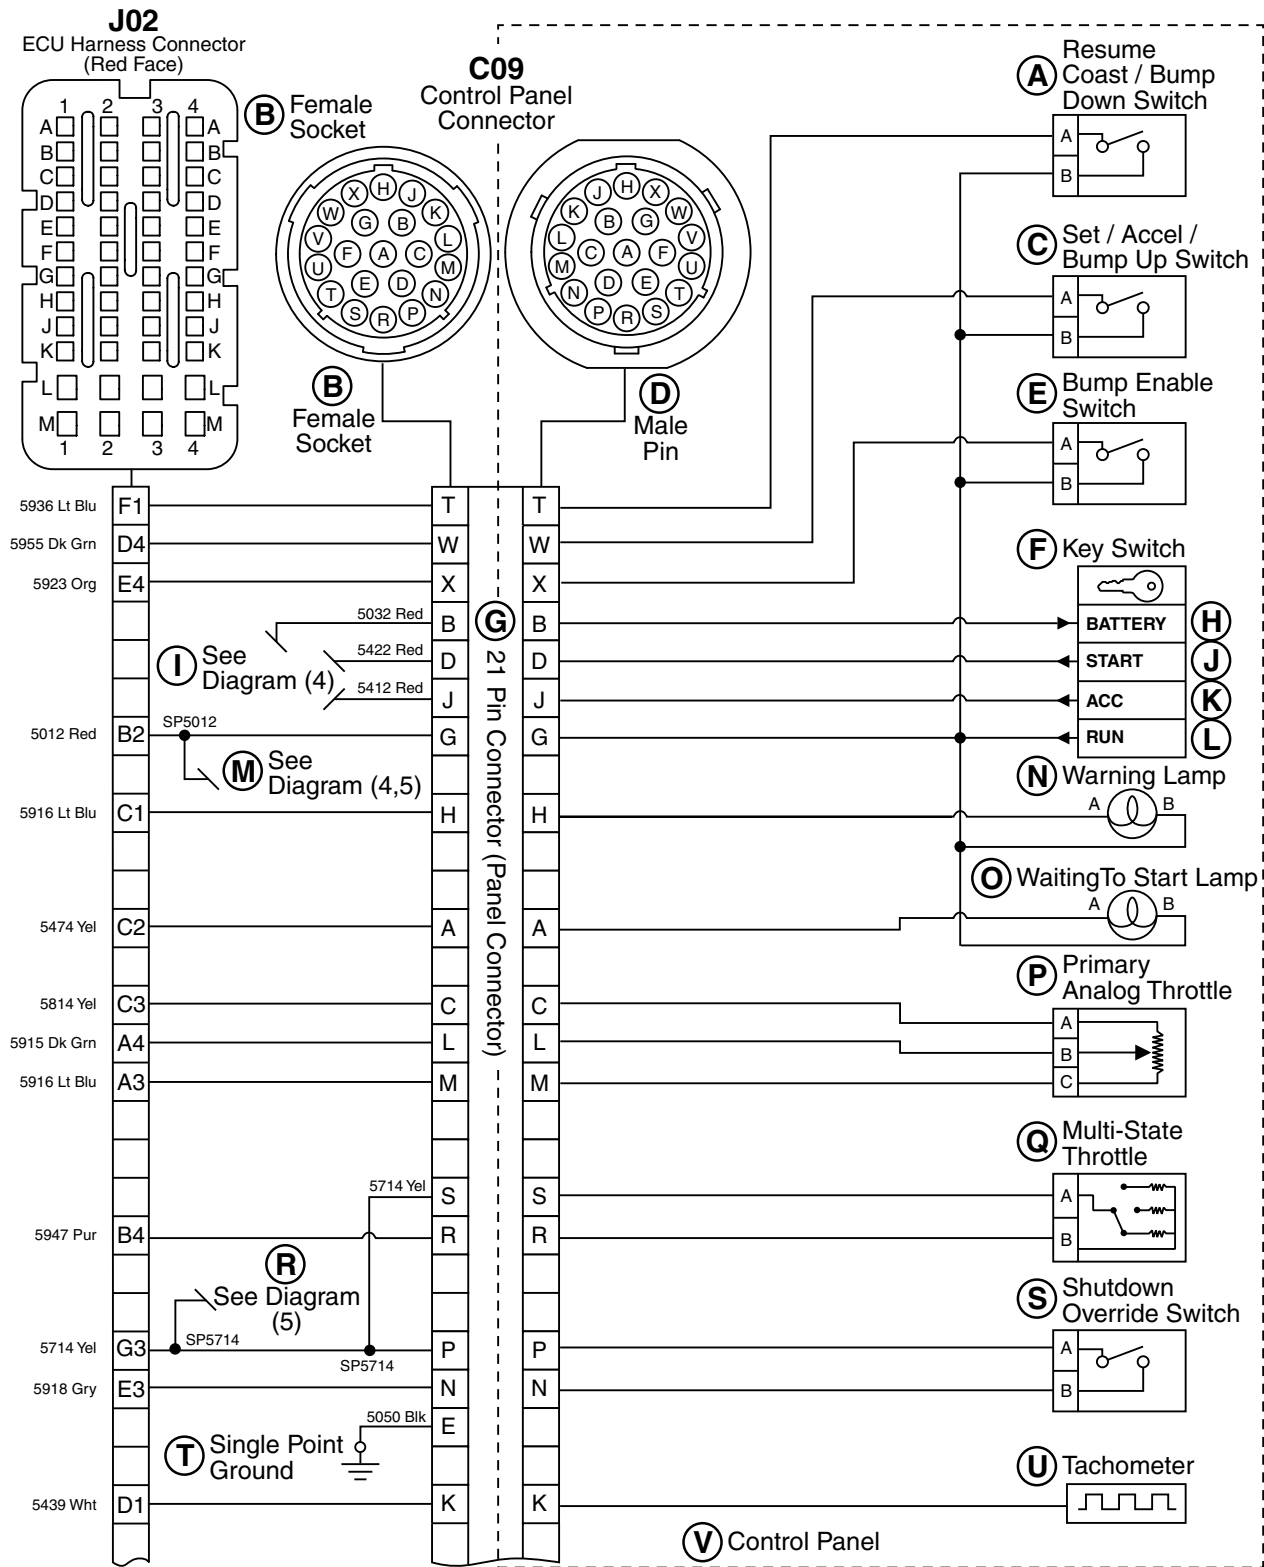 J02
ECU Harness Connector
(Red Face)
1 2 3 4
A A
B B
C C
D D
E E
F F
G G
H H
J J
K K
L L
M M
1 2 3 4
B Female
Socket
C09
Control Panel
Connector
X H J
W G B K
V F A C L
U E D M
T S R P N
J H X
K B G W
L C A F V
M D E U
N P R S T
B
Female
Socket
D
Male
Pin
A Resume
Coast / Bump
Down Switch
A
B
C Set / Accel /
Bump Up Switch
A
B
E Bump Enable
Switch
A
B
5936 Lt Blu F1 T T
5955 Dk Grn D4 W W
5923 Org E4 X X
F Key Switch
5032 Red B B BATTERY H
5422 Red D D START J
5412 Red J J ACC K
I See
Diagram (4)
G 21 Pin Connector (Panel Connector)
5012 Red B2 SP5012 G G RUN L
M See
Diagram (4,5)
N Warning Lamp
A B
5916 Lt Blu C1 H H
O WaitingTo Start Lamp
A B
5474 Yel C2 A A
P Primary
Analog Throttle
5814 Yel C3 C C A
5915 Dk Grn A4 L L B
5916 Lt Blu A3 M M C
Q Multi-State
Throttle
5714 Yel S S A
5947 Pur B4 R R B
R
See Diagram
(5)
S Shutdown
Override Switch
5714 Yel G3 SP5714 SP5714 P P A
5918 Gry E3 N N B
5050 Blk E
T Single Point
Ground
U Tachometer
5439 Wht D1 K K
V Control Panel